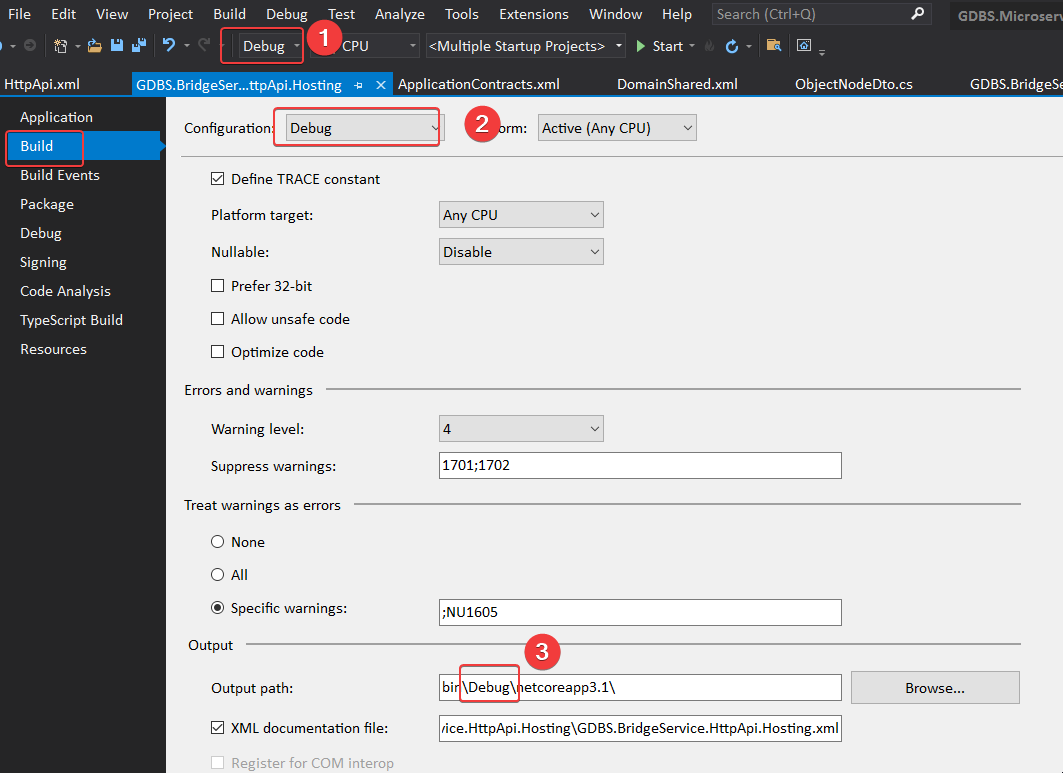 File Edit View Project Build Debug Test Analyze Tools Extensions Window Help Search (Ctrl+Q) GDBS.Microserv
Debug 1 CPU <Multiple Startup Projects> Start
HttpApi.xml GDBS.BridgeSer...ttpApi.Hosting ApplicationContracts.xml DomainShared.xml ObjectNodeDto.cs GDBS.BridgeSe
Application
Build
Build Events
Package
Debug
Signing
Code Analysis
TypeScript Build
Resources
Configuration: Debug 2 orm: Active (Any CPU)
Define TRACE constant
Platform target: Any CPU
Nullable: Disable
Prefer 32-bit
Allow unsafe code
Optimize code
Errors and warnings
Warning level: 4
Suppress warnings: 1701;1702
Treat warnings as errors
None
All
Specific warnings: ;NU1605
Output 3
Output path: bin\Debug\netcoreapp3.1\ Browse...
XML documentation file: vice.HttpApi.Hosting\GDBS.BridgeService.HttpApi.Hosting.xml
Register for COM interop